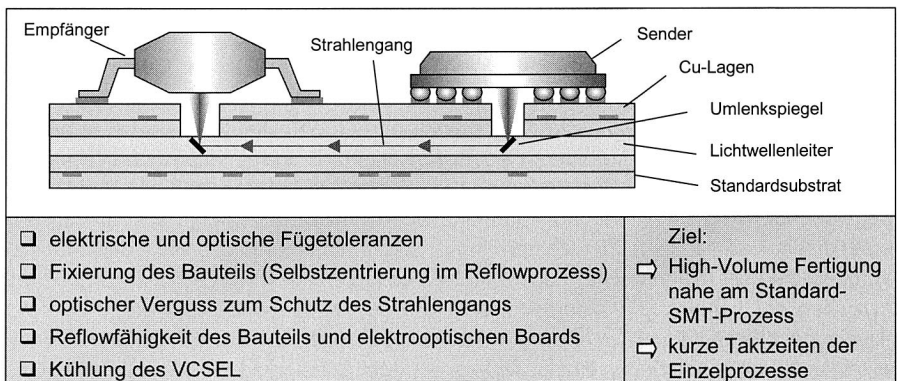 Empfänger
Strahlengang
Sender
Cu-Lagen
Umlenkspiegel
Lichtwellenleiter
Standardsubstrat
❑ elektrische und optische Fügetoleranzen
❑ Fixierung des Bauteils (Selbstzentrierung im Reflowprozess)
❑ optischer Verguss zum Schutz des Strahlengangs
❑ Reflowfähigkeit des Bauteils und elektrooptischen Boards
❑ Kühlung des VCSEL
Ziel:
⇨ High-Volume Fertigung
nahe am Standard-
SMT-Prozess
⇨ kurze Taktzeiten der
Einzelprozesse